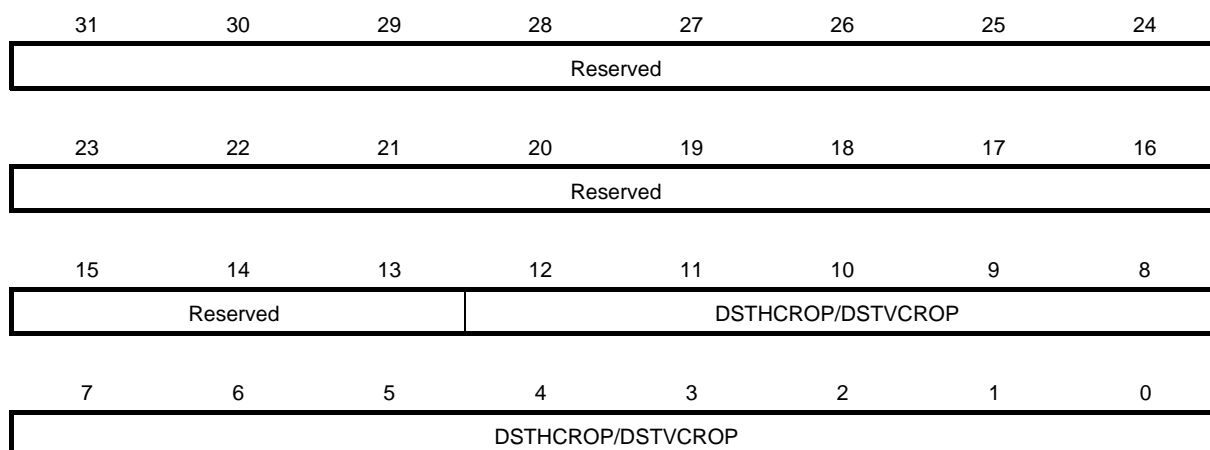 31 30 29 28 27 26 25 24
Reserved
23 22 21 20 19 18 17 16
Reserved
15 14 13 12 11 10 9 8
Reserved DSTHCROP/DSTVCROP
7 6 5 4 3 2 1 0
DSTHCROP/DSTVCROP